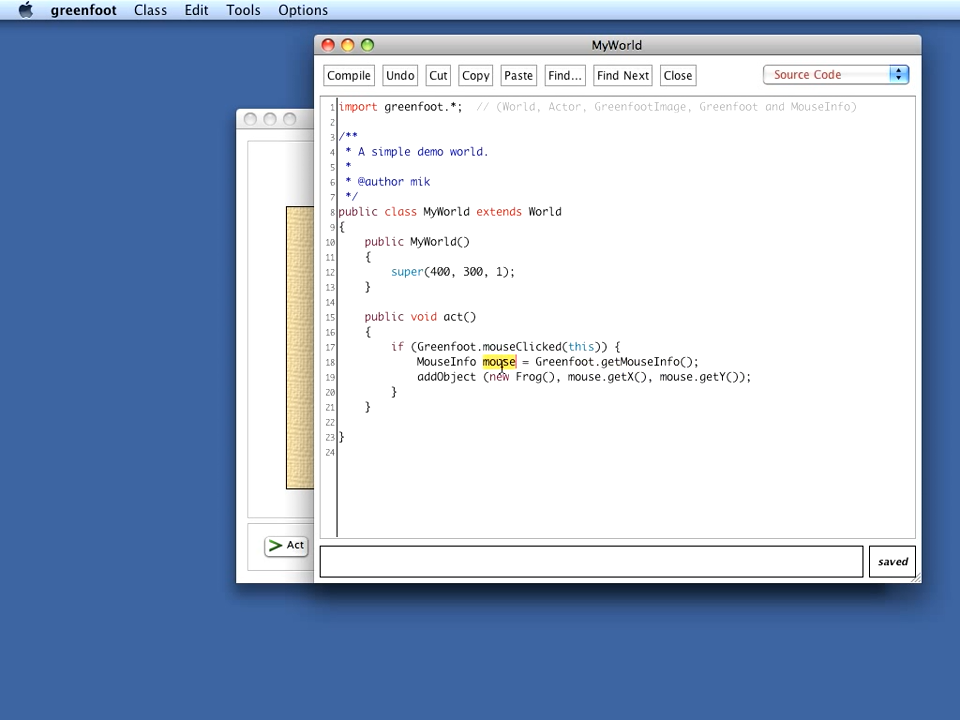 greenfoot Class Edit Tools Options
MyWorld
Compile Undo Cut Copy Paste Find... Find Next Close Source Code
1 import greenfoot.*;  // (World, Actor, GreenfootImage, Greenfoot and MouseInfo)
2
3 /**
4  * A simple demo world.
5  *
6  * @author mik
7  */
8 public class MyWorld extends World
9 {
10     public MyWorld()
11     {
12         super(400, 300, 1);
13     }
14
15     public void act()
16     {
17         if (Greenfoot.mouseClicked(this)) {
18             MouseInfo mouse = Greenfoot.getMouseInfo();
19             addObject (new Frog(), mouse.getX(), mouse.getY());
20         }
21     }
22
23 }
24
Act
saved